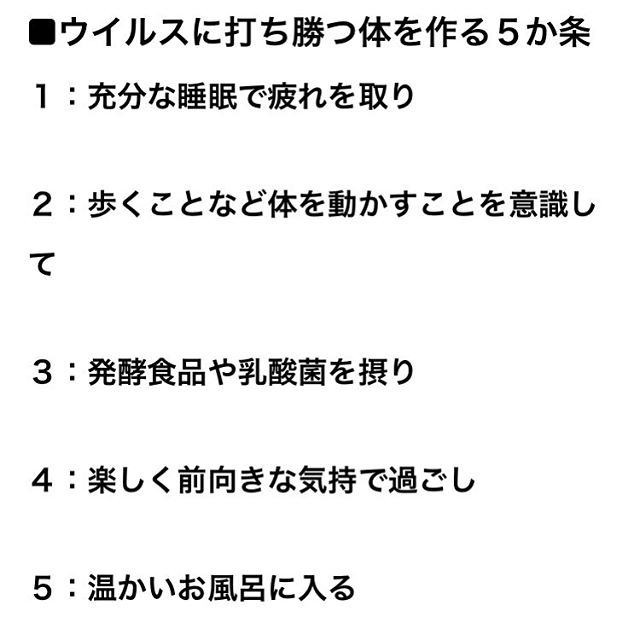 ■ウイルスに打ち勝つ体を作る５か条
１：充分な睡眠で疲れを取り
２：歩くことなど体を動かすことを意識し
て
３：発酵食品や乳酸菌を摂り
４：楽しく前向きな気持で過ごし
５：温かいお風呂に入る